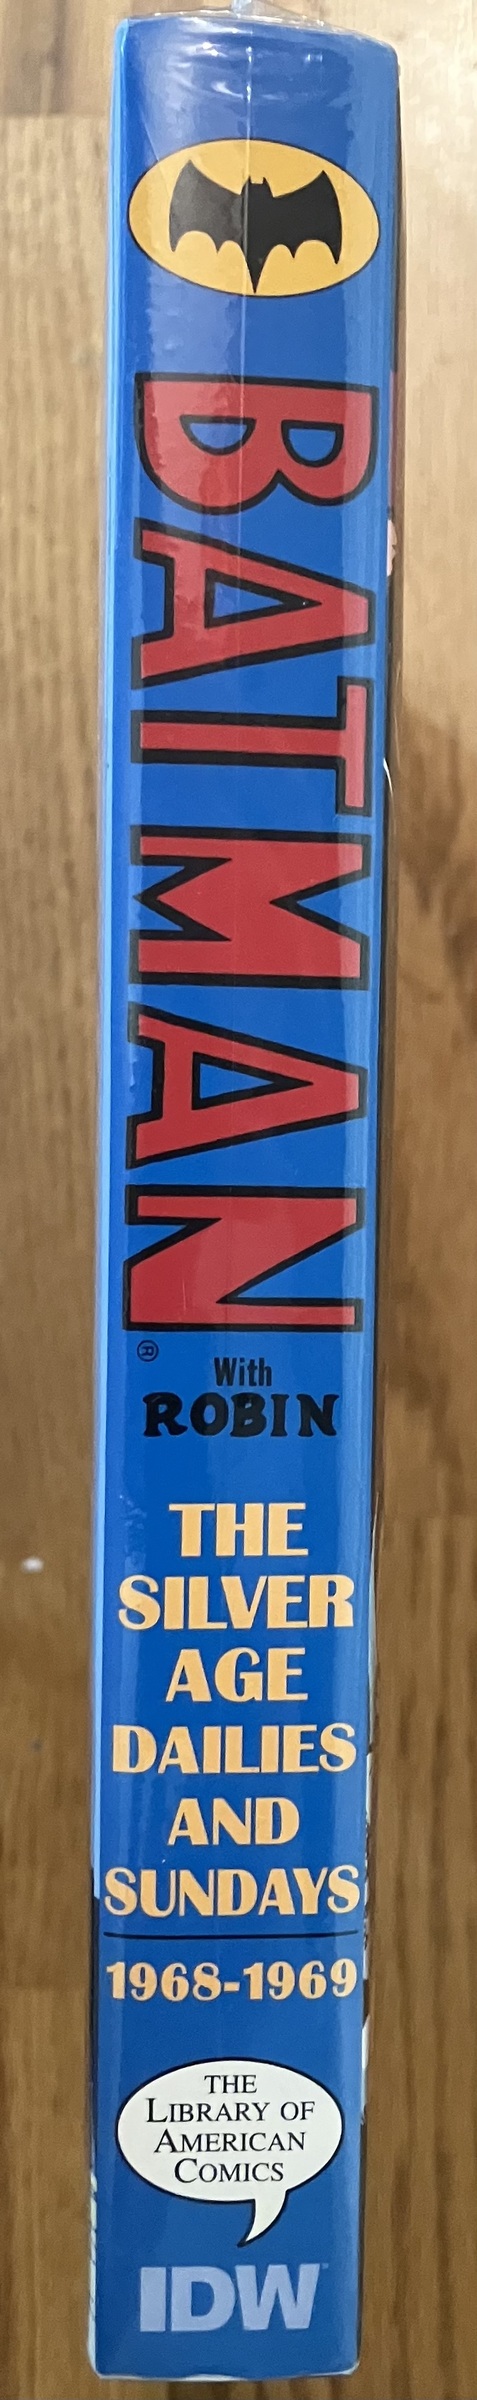 BATMAN®
With
ROBIN
THE
SILVER
AGE
DAILIES
AND
SUNDAYS
1968-1969
THE
LIBRARY OF
AMERICAN
COMICS
IDW